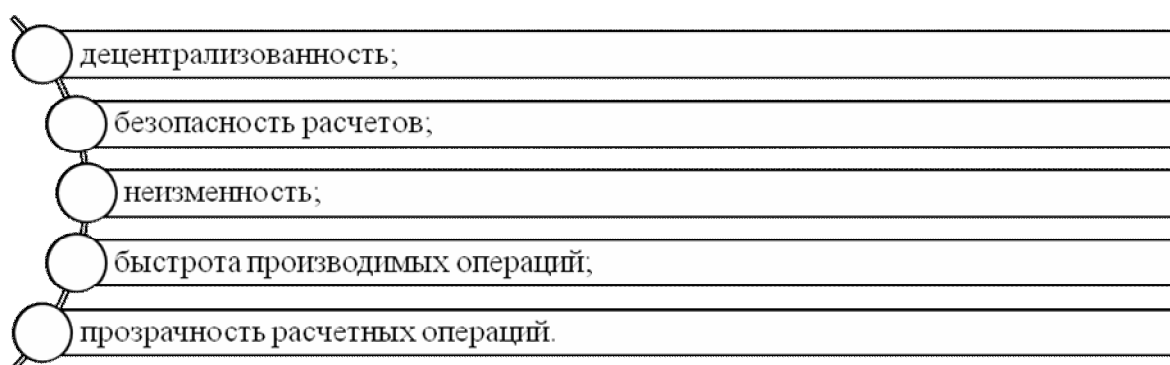 децентрализованность;
безопасность расчетов;
неизменность;
быстрота производимых операций;
прозрачность расчетных операций.